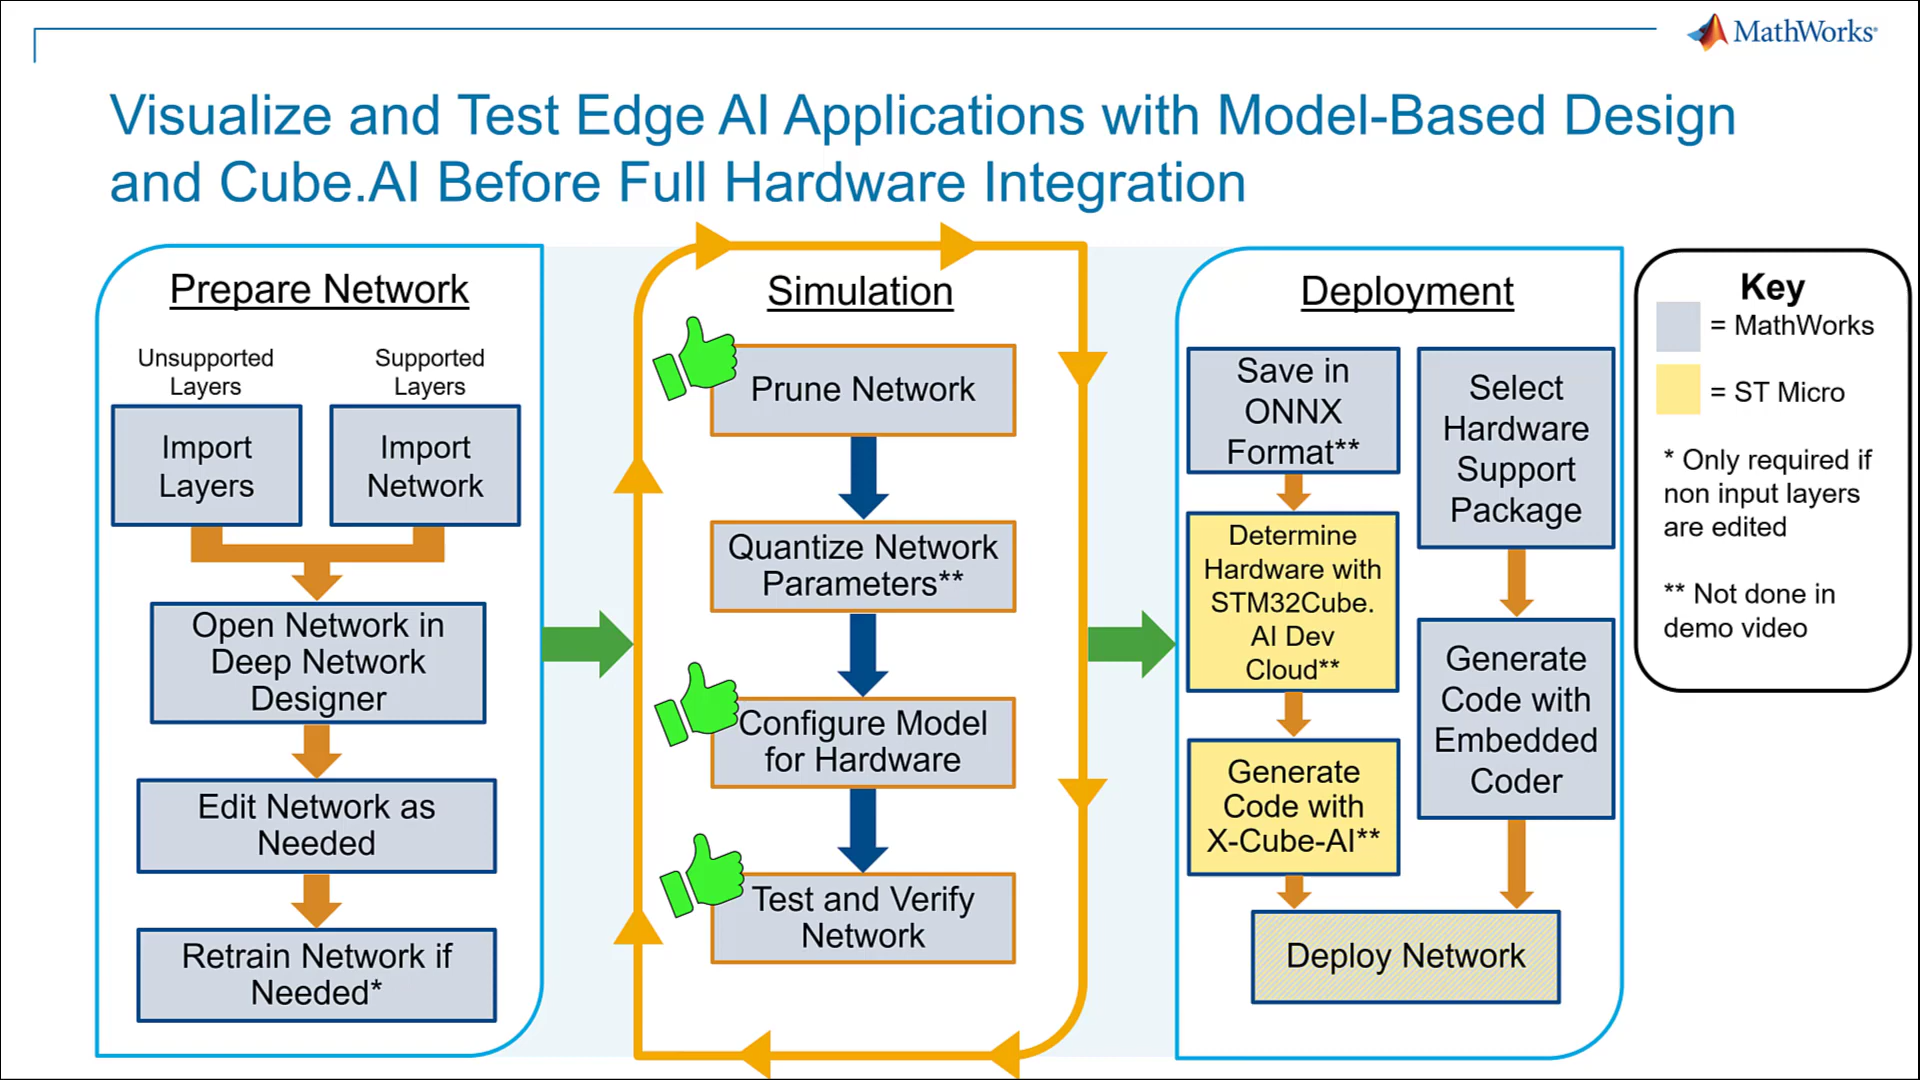 MathWorks®
Visualize and Test Edge AI Applications with Model-Based Design
and Cube.AI Before Full Hardware Integration
Prepare Network
Unsupported
Layers
Supported
Layers
Import
Layers
Import
Network
Open Network in
Deep Network
Designer
Edit Network as
Needed
Retrain Network if
Needed*
Simulation
Prune Network
Quantize Network
Parameters**
Configure Model
for Hardware
Test and Verify
Network
Deployment
Save in
ONNX
Format**
Determine
Hardware with
STM32Cube.
AI Dev
Cloud**
Generate
Code with
X-Cube-AI**
Select
Hardware
Support
Package
Generate
Code with
Embedded
Coder
Deploy Network
Key
= MathWorks
= ST Micro
* Only required if
non input layers
are edited
** Not done in
demo video